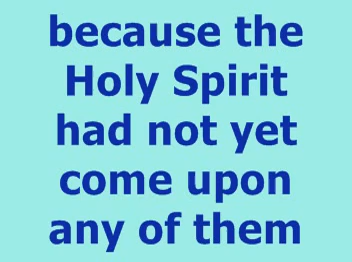 because the
Holy Spirit
had not yet
come upon
any of them